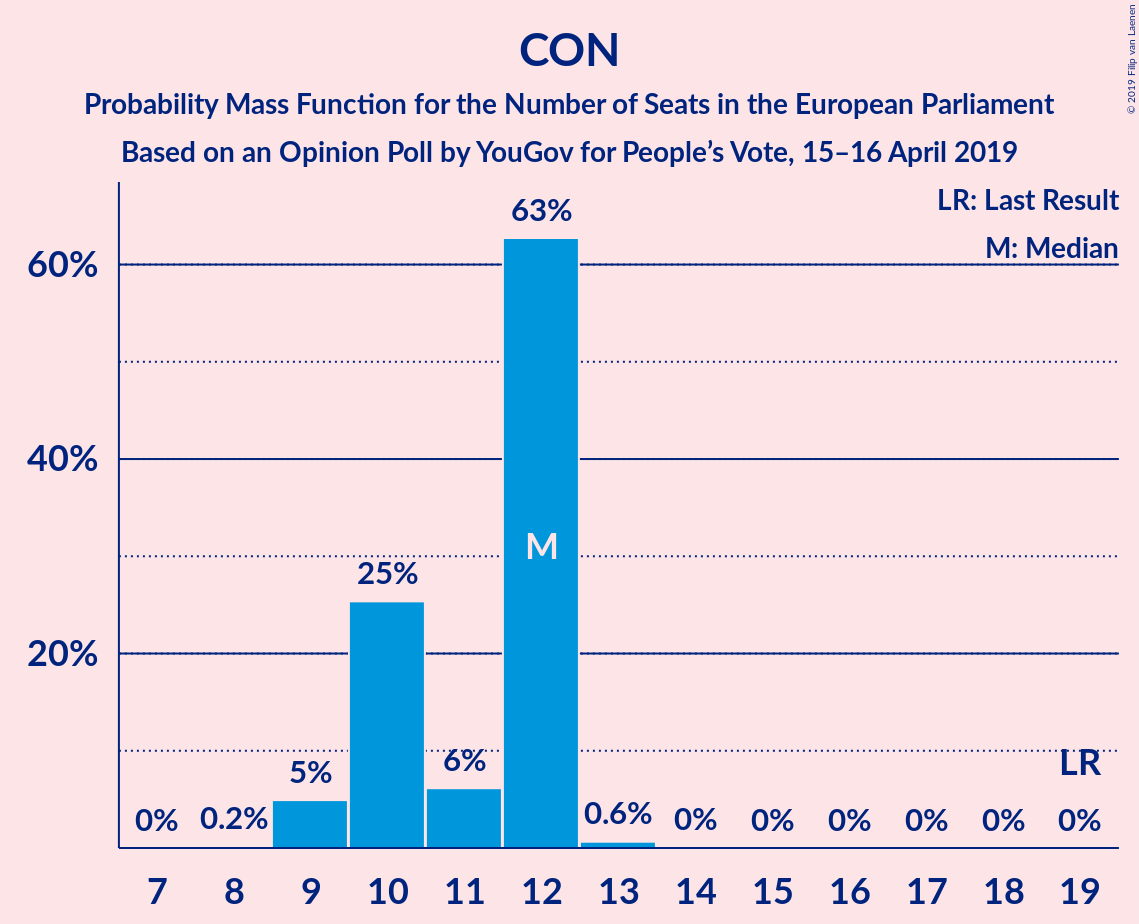 CON
Probability Mass Function for the Number of Seats in the European Parliament
Based on an Opinion Poll by YouGov for People’s Vote, 15–16 April 2019
© 2019 Filip van Laenen
LR: Last Result
M: Median
60%
40%
20%
0% 0.2% 5% 25% 6% 63% 0.6% 0% 0% 0% 0% 0% 0%
M
LR
7 8 9 10 11 12 13 14 15 16 17 18 19